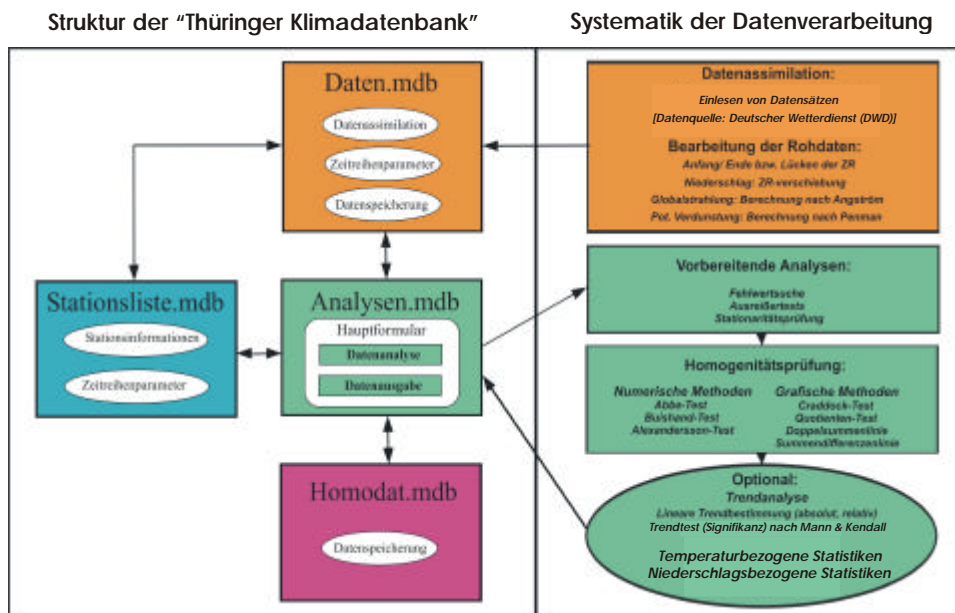 Struktur der “Thüringer Klimadatenbank”
Systematik der Datenverarbeitung
Daten.mdb
Datenassimilation
Zeitreihenparameter
Datenspeicherung
Stationsliste.mdb
Stationsinformationen
Zeitreihenparameter
Analysen.mdb
Hauptformular
Datenanalyse
Datenausgabe
Homodat.mdb
Datenspeicherung
Datenassimilation:
Einlesen von Datensätzen
[Datenquelle: Deutscher Wetterdienst (DWD)]
Bearbeitung der Rohdaten:
Anfang/ Ende bzw. Lücken der ZR
Niederschlag: ZR-verschiebung
Globalstrahlung: Berechnung nach Angström
Pot. Verdunstung: Berechnung nach Penman
Vorbereitende Analysen:
Fehlwertsuche
Ausreißertests
Stationaritätsprüfung
Homogenitätsprüfung:
Numerische Methoden
Abbe-Test
Buishand-Test
Alexandersson-Test
Grafische Methoden
Craddock-Test
Quotienten-Test
Doppelsummenlinie
Summendifferenzenlinie
Optional:
Trendanalyse
Lineare Trendbestimmung (absolut, relativ)
Trendtest (Signifikanz) nach Mann & Kendall
Temperaturbezogene Statistiken
Niederschlagsbezogene Statistiken